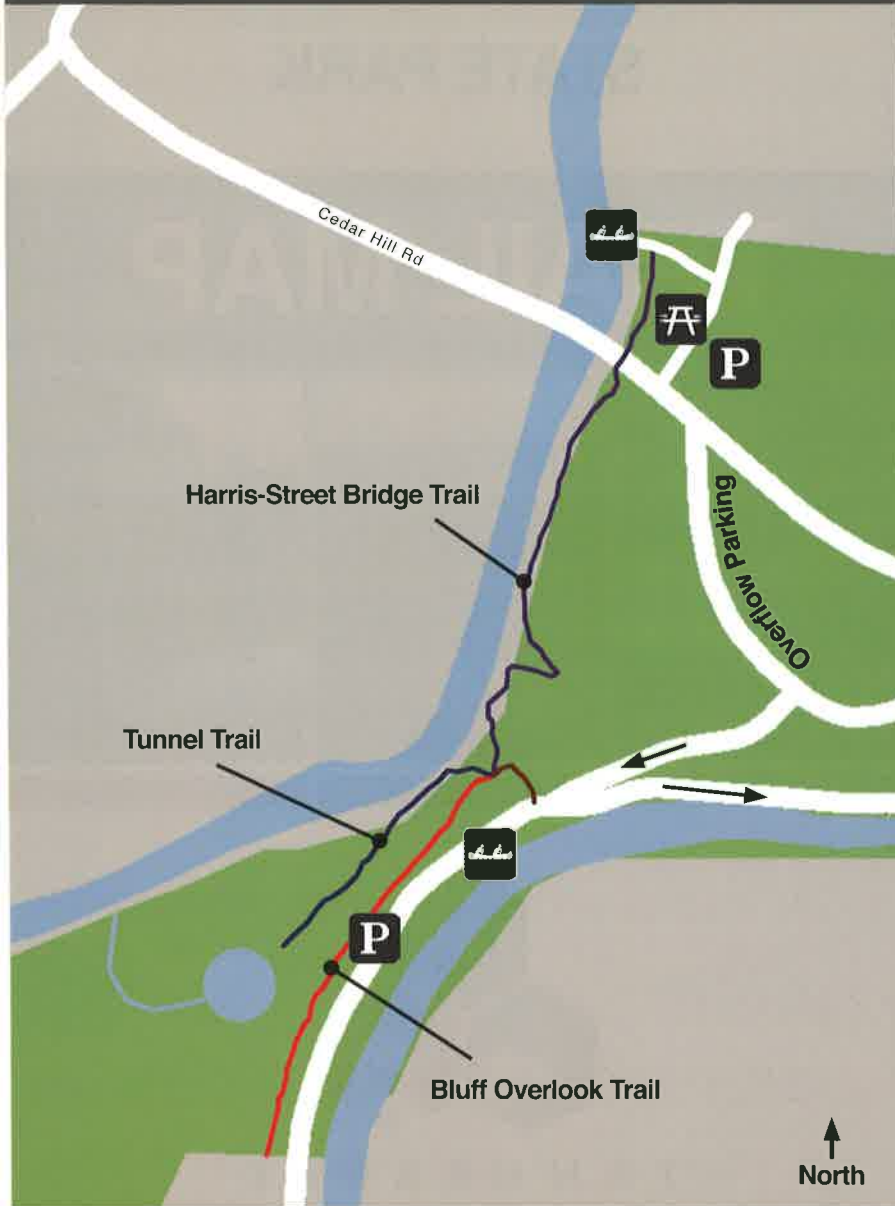 Cedar Hill Rd
P
Harris-Street Bridge Trail
Overflow Parking
Tunnel Trail
P
Bluff Overlook Trail
North